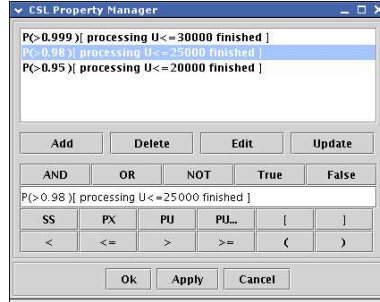 CSL Property Manager
P(>0.999 )[ processing U<=30000 finished ]
P(>0.98 )[ processing U<=25000 finished ]
P(>0.95 )[ processing U<=20000 finished ]
Add Delete Edit Update
AND OR NOT True False
P(>0.98 )[ processing U<=25000 finished ]
SS PX PU PU... [ ]
< <= > >= ( )
Ok Apply Cancel